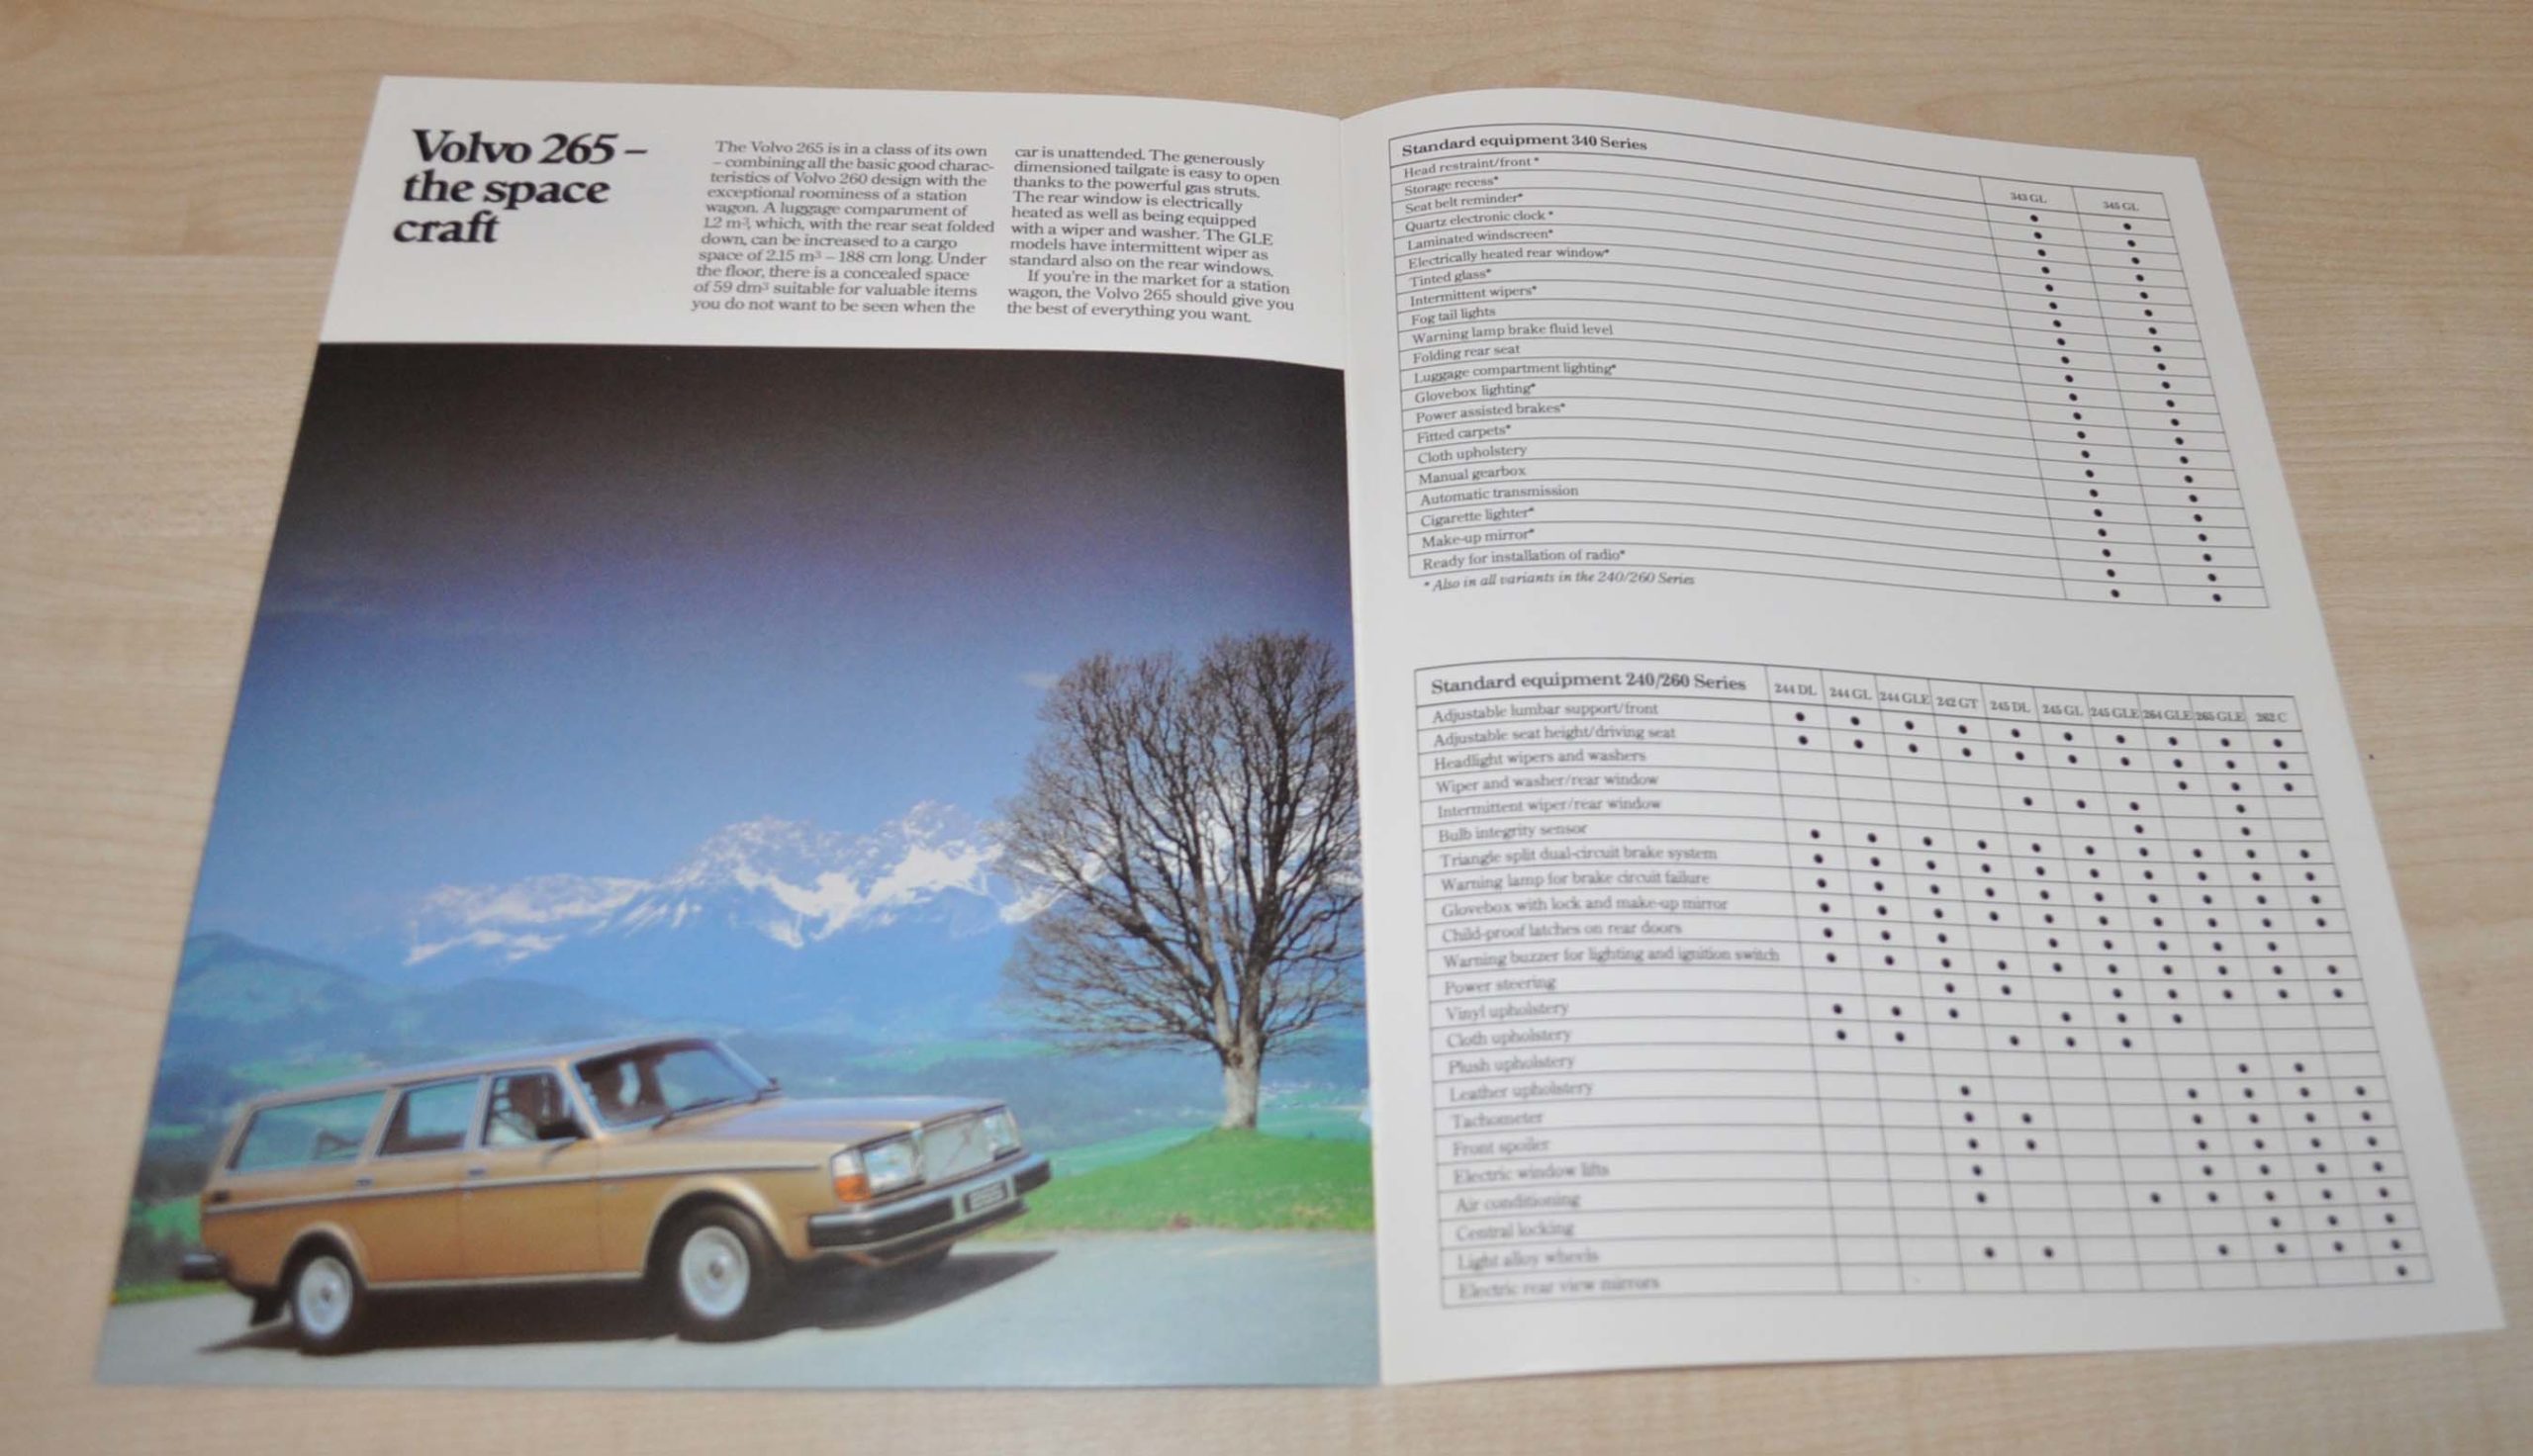 Volvo 265 –
the space
craft
The Volvo 265 is in a class of its own
– combining all the basic good charac-
teristics of Volvo 260 design with the
exceptional roominess of a station
wagon. A luggage compartment of
1.2 m³, which, with the rear seat folded
down, can be increased to a cargo
space of 2.15 m³ – 188 cm long. Under
the floor, there is a concealed space
of 59 dm³ suitable for valuable items
you do not want to be seen when the
car is unattended. The generously
dimensioned tailgate is easy to open
thanks to the powerful gas struts.
The rear window is electrically
heated as well as being equipped
with a wiper and washer. The GLE
models have intermittent wiper as
standard also on the rear windows.
If you're in the market for a station
wagon, the Volvo 265 should give you
the best of everything you want.
Standard equipment 340 Series
343 GL 345 GL
Head restraint/front* • •
Storage recess* • •
Seat belt reminder* • •
Quartz electronic clock* • •
Laminated windscreen* • •
Electrically heated rear window* • •
Tinted glass* • •
Intermittent wipers* • •
Fog tail lights • •
Warning lamp brake fluid level • •
Folding rear seat • •
Luggage compartment lighting* • •
Glovebox lighting* • •
Power assisted brakes* • •
Fitted carpets* • •
Cloth upholstery • •
Manual gearbox • •
Automatic transmission • •
Cigarette lighter* • •
Make-up mirror* • •
Ready for installation of radio* • •
* Also in all variants in the 240/260 Series
Standard equipment 240/260 Series 244 DL 244 GL 244 GLE 242 GT 245 DL 245 GL 245 GLE 264 GLE 265 GLE 262 C
Adjustable lumbar support/front
Adjustable seat height/driving seat
Headlight wipers and washers
Wiper and washer/rear window
Intermittent wiper/rear window
Bulb integrity sensor
Triangle split dual-circuit brake system
Warning lamp for brake circuit failure
Glovebox with lock and make-up mirror
Child-proof latches on rear doors
Warning buzzer for lighting and ignition switch
Power steering
Vinyl upholstery
Cloth upholstery
Plush upholstery
Leather upholstery
Tachometer
Front spoiler
Electric window lifts
Air conditioning
Central locking
Light alloy wheels
Electric rear view mirrors